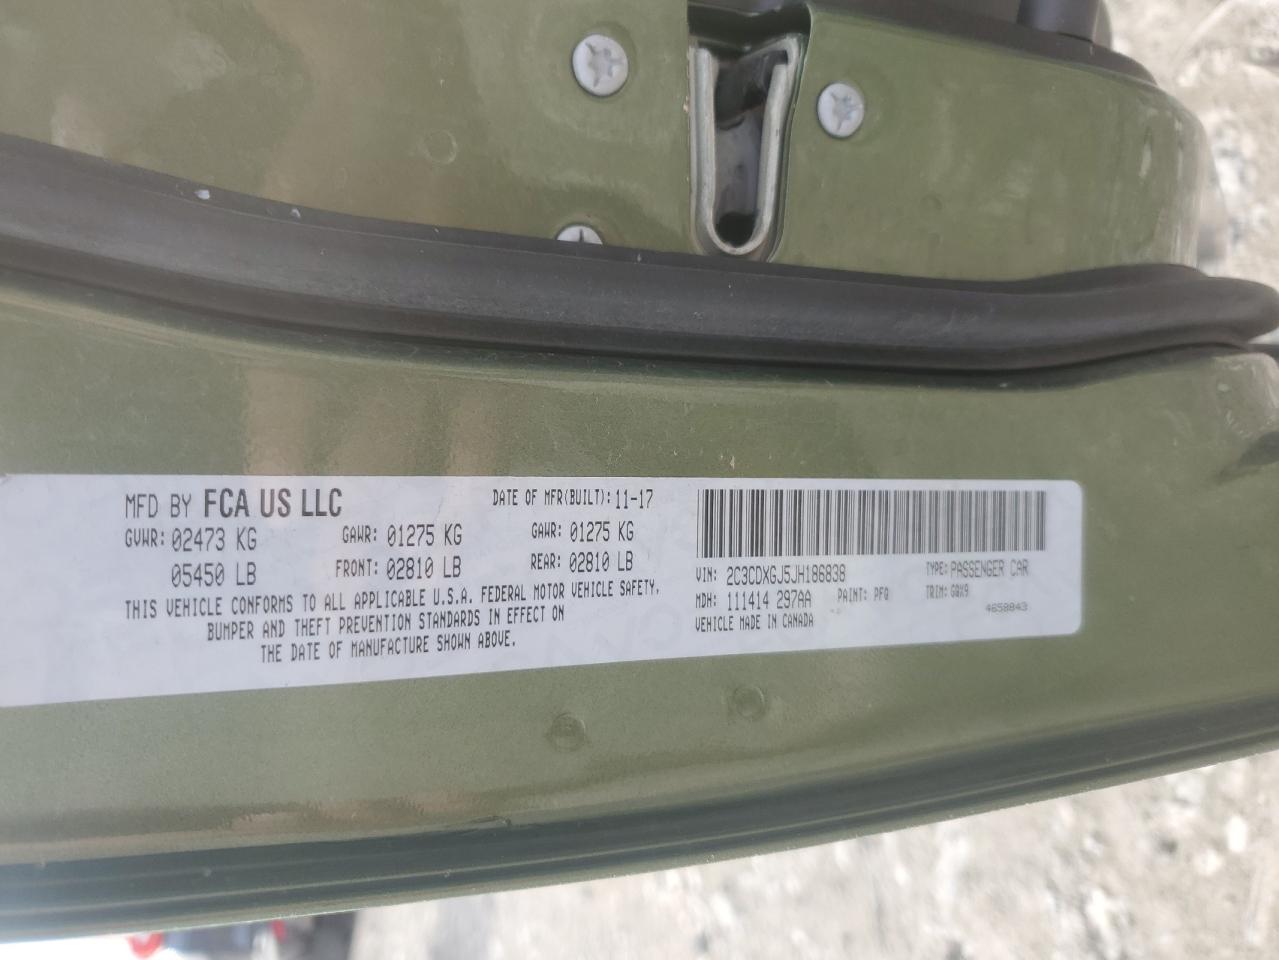 MFD BY FCA US LLC
DATE OF MFR(BUILT): 11-17
GVWR: 02473 KG
GAWR: 01275 KG
GAWR: 01275 KG
05450 LB
FRONT: 02810 LB
REAR: 02810 LB
THIS VEHICLE CONFORMS TO ALL APPLICABLE U.S.A. FEDERAL MOTOR VEHICLE SAFETY,
BUMPER AND THEFT PREVENTION STANDARDS IN EFFECT ON
THE DATE OF MANUFACTURE SHOWN ABOVE.
VIN: 2C3CDXGJ5JH186838
TYPE: PASSENGER CAR
MDH: 111414 297AA
PAINT: PFQ
TRIM: GQX9
VEHICLE MADE IN CANADA
4658843